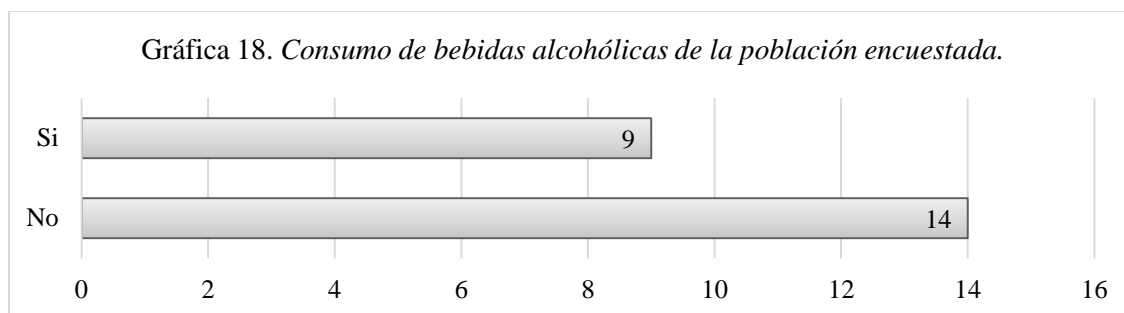 Gráfica 18. Consumo de bebidas alcohólicas de la población encuestada.
Si 9
No 14
0 2 4 6 8 10 12 14 16